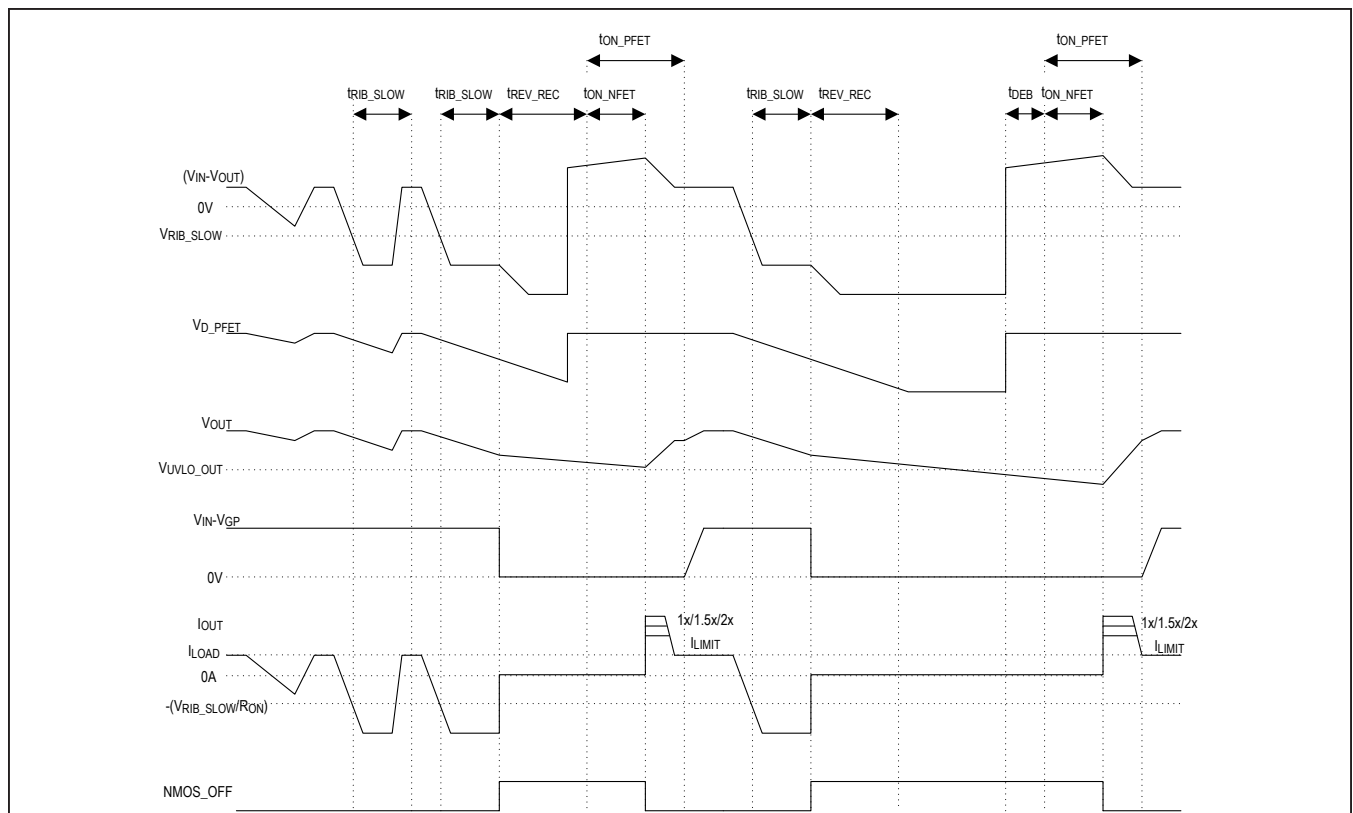 tON_PFET tON_PFET
tRIB_SLOW tRIB_SLOW tREV_REC tON_NFET tRIB_SLOW tREV_REC tDEB tON_NFET
(VIN-VOUT)
0V
VRIB_SLOW
VD_PFET
VOUT
VUVLO_OUT
VIN-VGP
0V
IOUT 1x/1.5x/2x 1x/1.5x/2x
ILOAD ILIMIT ILIMIT
0A
-(VRIB_SLOW/RON)
NMOS_OFF